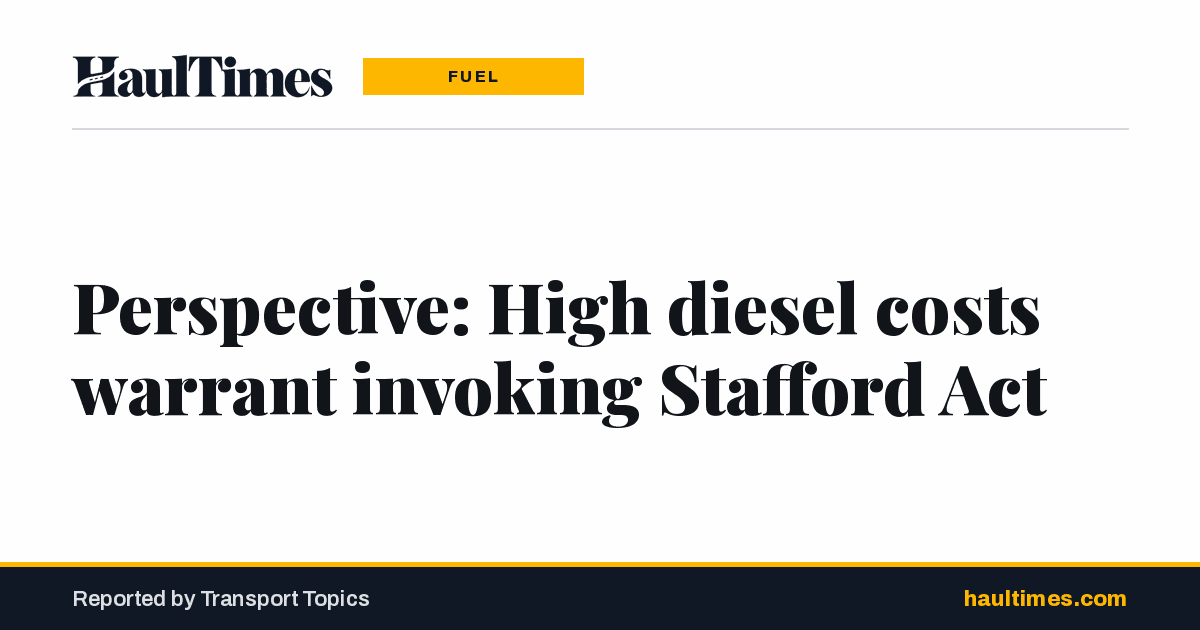 HaulTimes
FUEL
Perspective: High diesel costs
warrant invoking Stafford Act
Reported by Transport Topics
haultimes.com